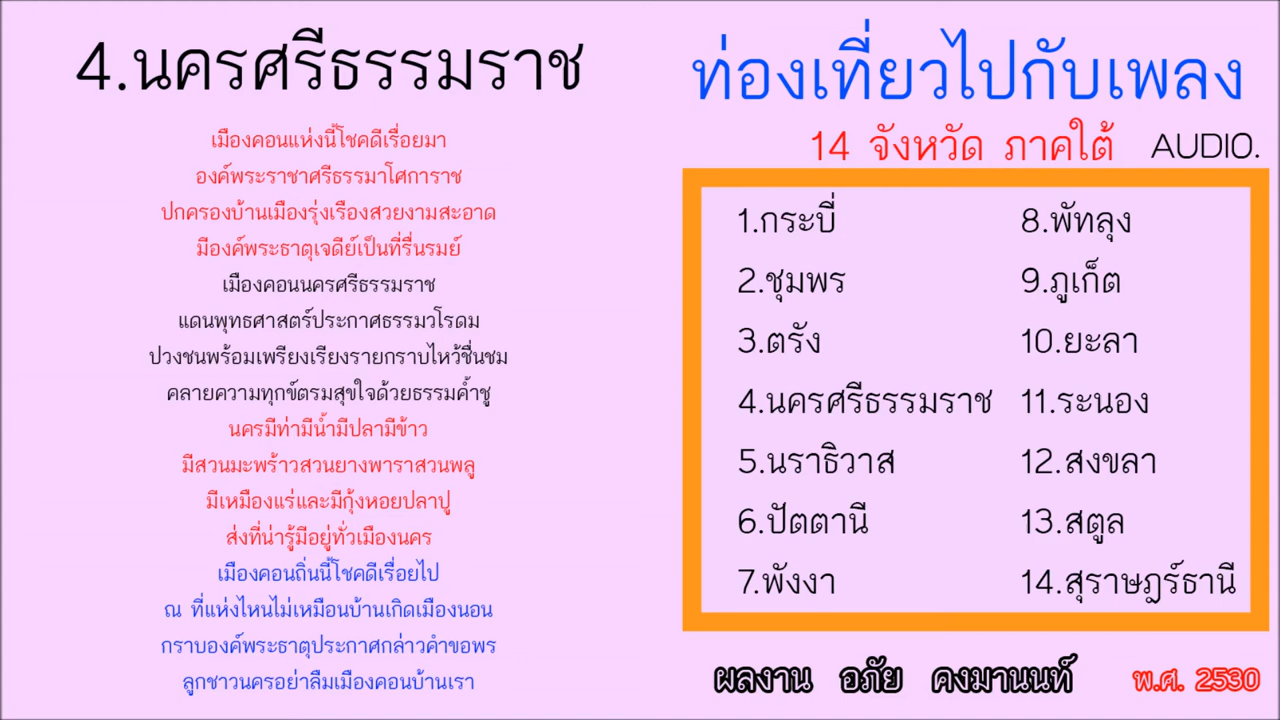 4.นครศรีธรรมราช
เมืองคอนแห่งนี้โชคดีเรื่อยมา
องค์พระราชาศรีธรรมาโศการาช
ปกครองบ้านเมืองรุ่งเรืองสวยงามสะอาด
มีองค์พระธาตุเจดีย์เป็นที่รื่นรมย์
เมืองคอนนครศรีธรรมราช
แดนพุทธศาสตร์ประกาศธรรมวโรดม
ปวงชนพร้อมเพรียงเรียงรายกราบไหว้ชื่นชม
คลายความทุกข์ตรมสุขใจด้วยธรรมค้ำชู
นครมีท่ามีน้ำมีปลามีข้าว
มีสวนมะพร้าวสวนยางพาราสวนพลู
มีเหมืองแร่และมีกุ้งหอยปลาปู
ส่งที่น่ารู้มีอยู่ทั่วเมืองนคร
เมืองคอนถิ่นนี้โชคดีเรื่อยไป
ณ ที่แห่งไหนไม่เหมือนบ้านเกิดเมืองนอน
กราบองค์พระธาตุประกาศกล่าวคำขอพร
ลูกชาวนครอย่าลืมเมืองคอนบ้านเรา
ท่องเที่ยวไปกับเพลง
14 จังหวัด ภาคใต้ AUDIO.
1.กระบี่
2.ชุมพร
3.ตรัง
4.นครศรีธรรมราช
5.นราธิวาส
6.ปัตตานี
7.พังงา
8.พัทลุง
9.ภูเก็ต
10.ยะลา
11.ระนอง
12.สงขลา
13.สตูล
14.สุราษฎร์ธานี
ผลงาน อภัย คงมานนท์ พ.ศ. 2530